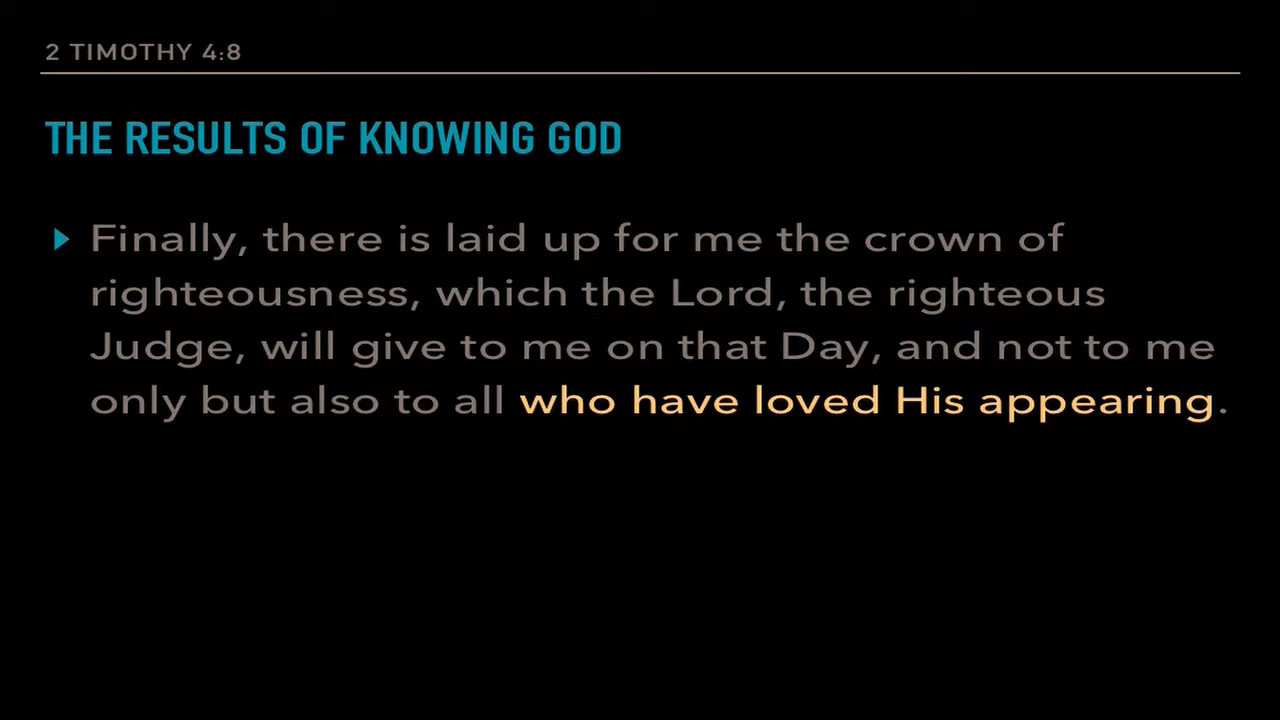 2 TIMOTHY 4:8
THE RESULTS OF KNOWING GOD
Finally, there is laid up for me the crown of
righteousness, which the Lord, the righteous
Judge, will give to me on that Day, and not to me
only but also to all who have loved His appearing.